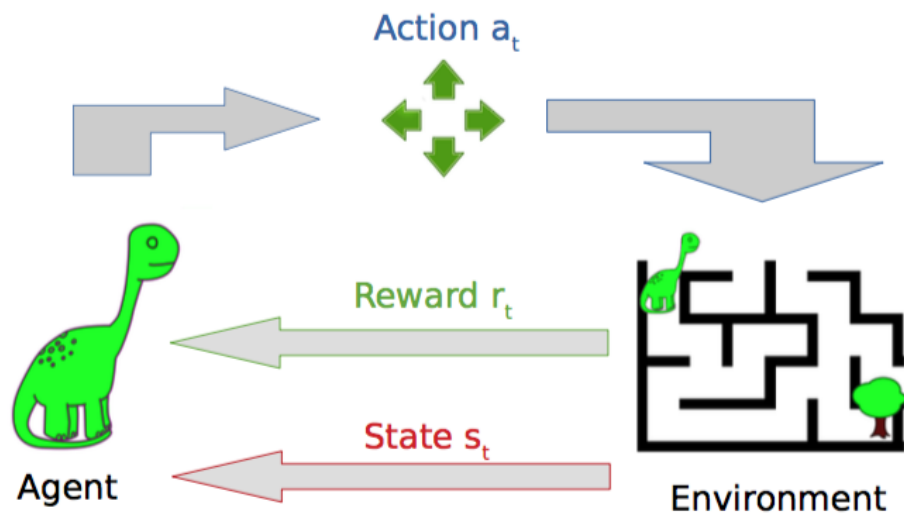 Action a_t
Reward r_t
State s_t
Agent
Environment